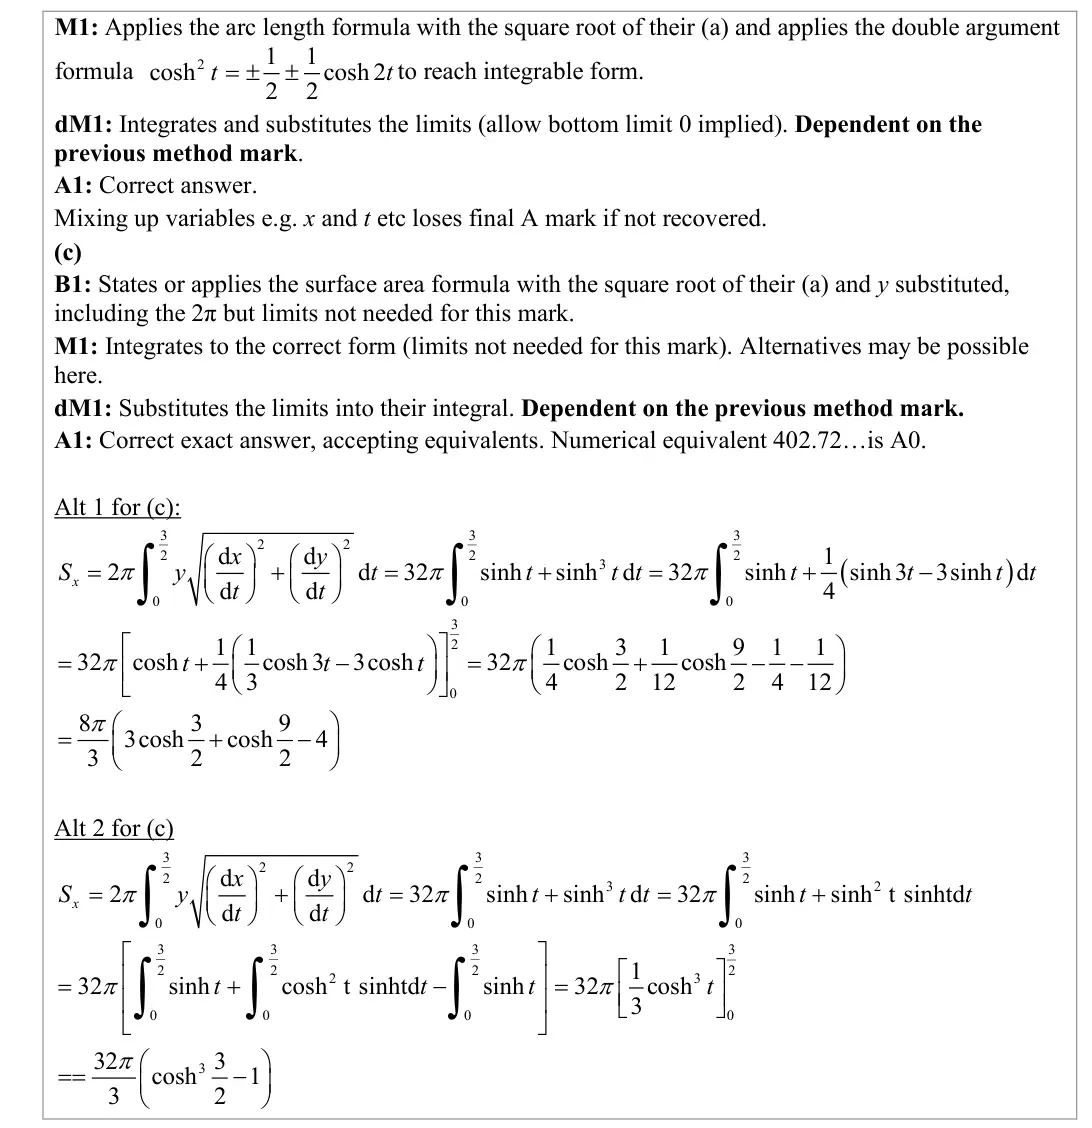 M1: Applies the arc length formula with the square root of their (a) and applies the double argument
formula cosh² t = ±1/2 ± 1/2 cosh 2t to reach integrable form.
dM1: Integrates and substitutes the limits (allow bottom limit 0 implied). Dependent on the
previous method mark.
A1: Correct answer.
Mixing up variables e.g. x and t etc loses final A mark if not recovered.
(c)
B1: States or applies the surface area formula with the square root of their (a) and y substituted,
including the 2π but limits not needed for this mark.
M1: Integrates to the correct form (limits not needed for this mark). Alternatives may be possible
here.
dM1: Substitutes the limits into their integral. Dependent on the previous method mark.
A1: Correct exact answer, accepting equivalents. Numerical equivalent 402.72…is A0.
Alt 1 for (c):
Sₓ = 2π ∫₀^(3/2) y √((dx/dt)² + (dy/dt)²) dt = 32π ∫₀^(3/2) sinh t + sinh³ t dt = 32π ∫₀^(3/2) sinh t + 1/4 (sinh 3t − 3 sinh t) dt
= 32π [cosh t + 1/4 (1/3 cosh 3t − 3 cosh t)]₀^(3/2) = 32π (1/4 cosh 3/2 + 1/12 cosh 9/2 − 1/4 − 1/12)
= 8π/3 (3 cosh 3/2 + cosh 9/2 − 4)
Alt 2 for (c)
Sₓ = 2π ∫₀^(3/2) y √((dx/dt)² + (dy/dt)²) dt = 32π ∫₀^(3/2) sinh t + sinh³ t dt = 32π ∫₀^(3/2) sinh t + sinh² t sinhtdt
= 32π [∫₀^(3/2) sinh t + ∫₀^(3/2) cosh² t sinhtdt − ∫₀^(3/2) sinh t] = 32π [1/3 cosh³ t]₀^(3/2)
== 32π/3 (cosh³ 3/2 − 1)